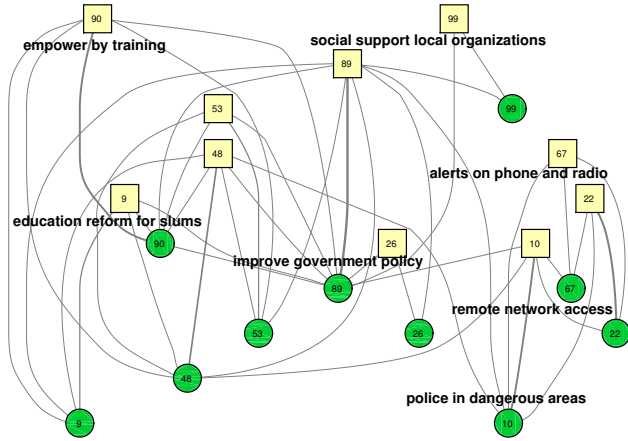 90
99
empower by training
social support local organizations
89
53
99
48
67
alerts on phone and radio
9
22
education reform for slums
90
26
10
improve government policy
89
67
remote network access
53
26
22
48
police in dangerous areas
9
10